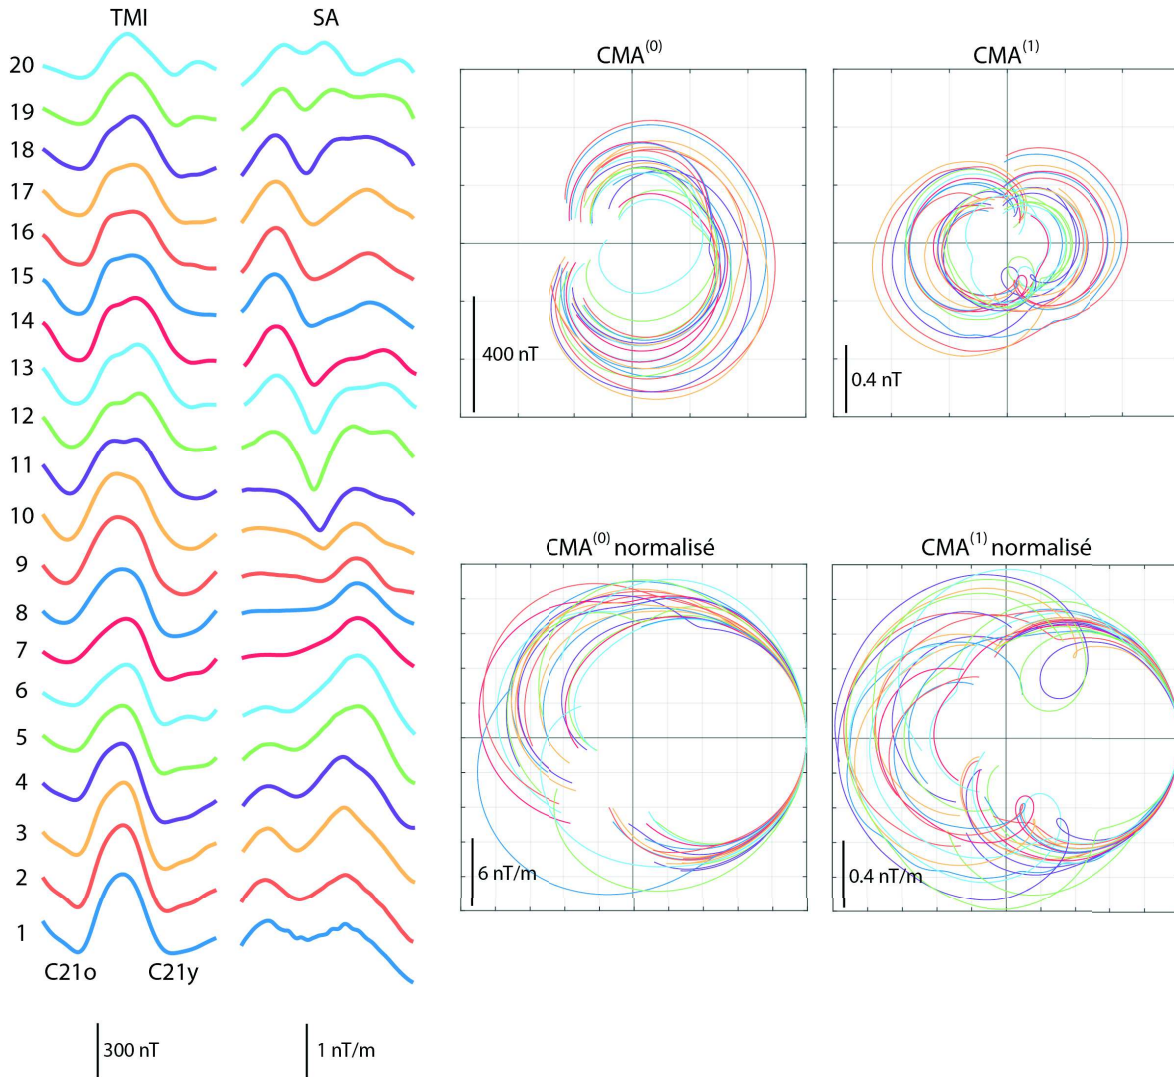 TMI
SA
CMA(0)
CMA(1)
20
19
18
17
16
15
14
13
12
11
10
9
8
7
6
5
4
3
2
1
400 nT
0.4 nT
CMA(0) normalisé
CMA(1) normalisé
6 nT/m
0.4 nT/m
C21o
C21y
300 nT
1 nT/m